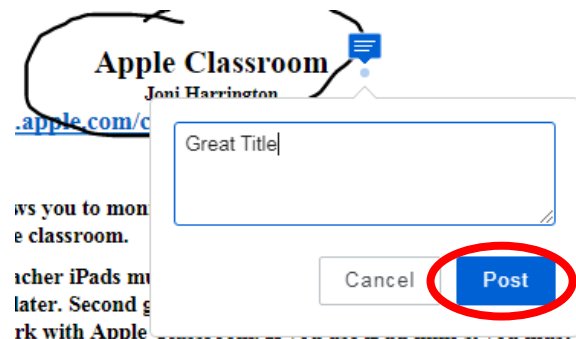 Apple Classroom
Joni Harrington
.apple.com/c
Great Title
ws you to mon
e classroom.
acher iPads mu
Cancel
Post
later. Second g
rk with Apple